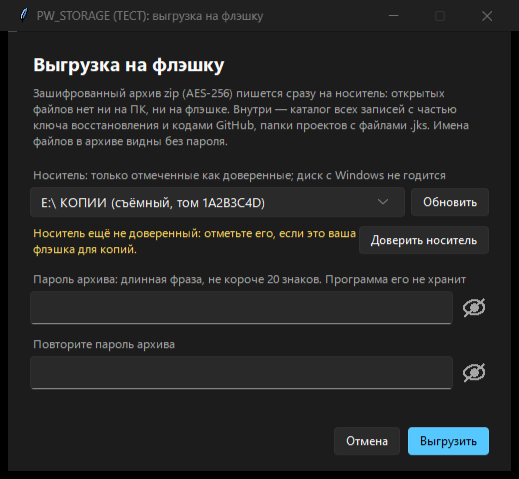 PW_STORAGE (ТЕСТ): выгрузка на флэшку
Выгрузка на флэшку
Зашифрованный архив zip (AES-256) пишется сразу на носитель: открытых
файлов нет ни на ПК, ни на флэшке. Внутри — каталог всех записей с частью
ключа восстановления и кодами GitHub, папки проектов с файлами .jks. Имена
файлов в архиве видны без пароля.
Носитель: только отмеченные как доверенные; диск с Windows не годится
E:\ КОПИИ (съёмный, том 1A2B3C4D)
Обновить
Носитель ещё не доверенный: отметьте его, если это ваша
флэшка для копий.
Доверить носитель
Пароль архива: длинная фраза, не короче 20 знаков. Программа его не хранит
Повторите пароль архива
Отмена
Выгрузить